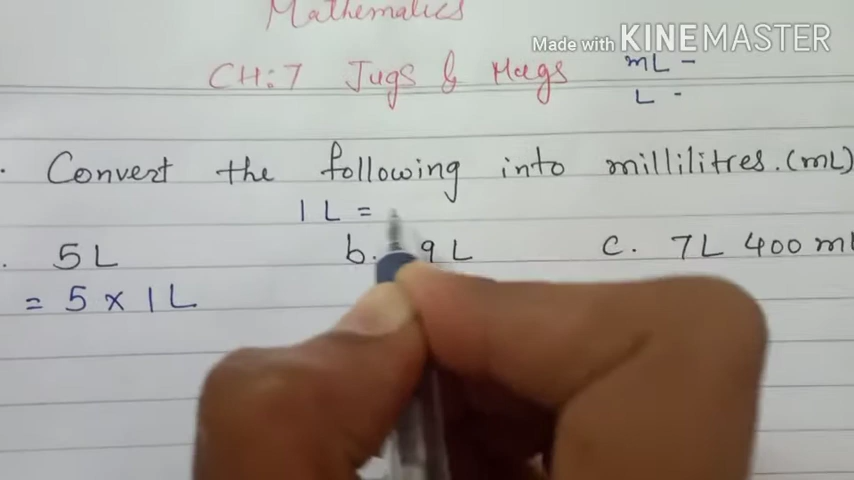 Mathematics
Made with KINEMASTER
CH:7 Jugs & Mugs
mL -
L -
. Convert the following into millilitres. (mL)
1 L =
. 5 L b. 9 L c. 7L 400 mL
= 5 x 1 L